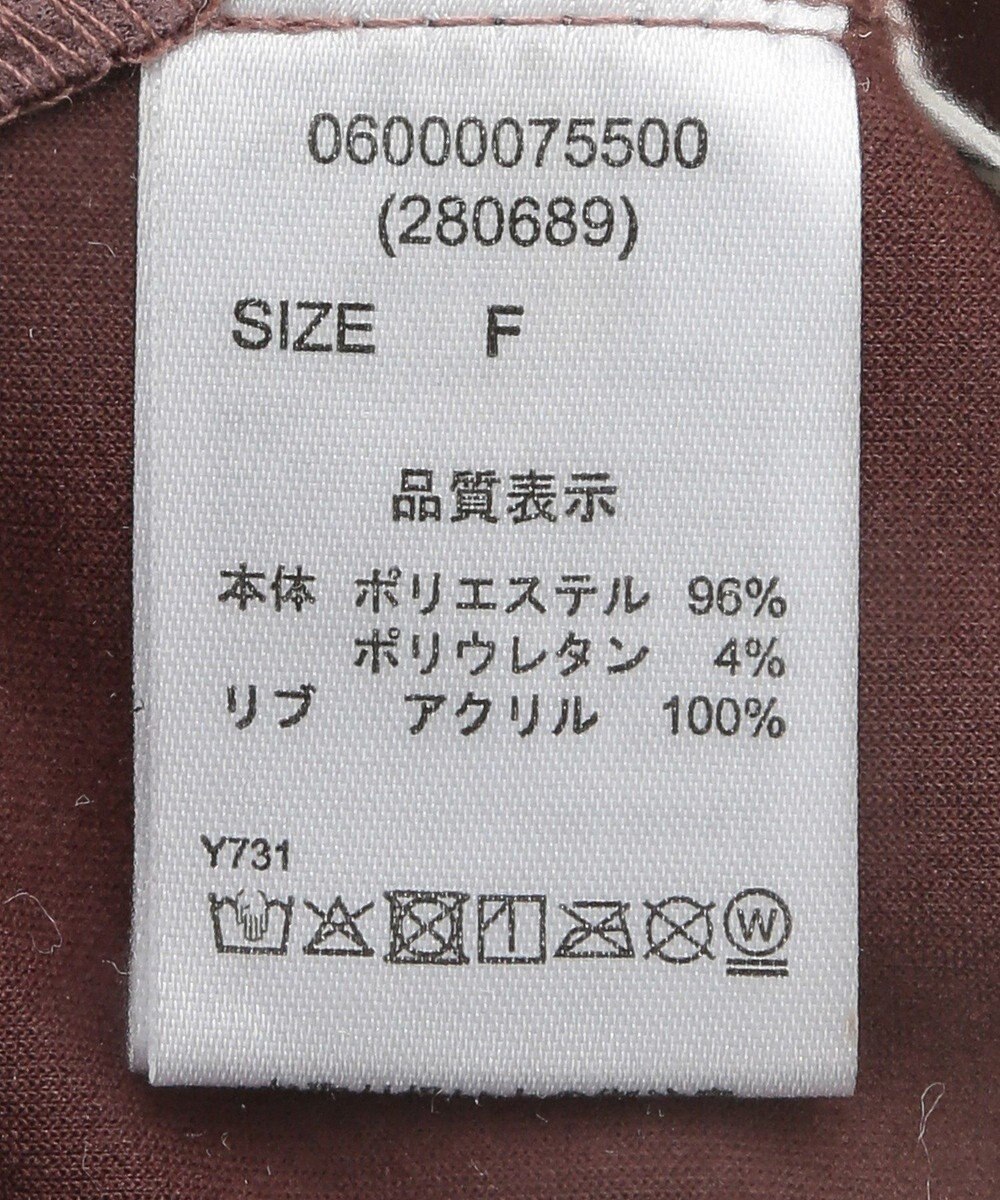 06000075500
(280689)
SIZE F
品質表示
本体 ポリエステル 96%
ポリウレタン 4%
リブ アクリル 100%
Y731
W